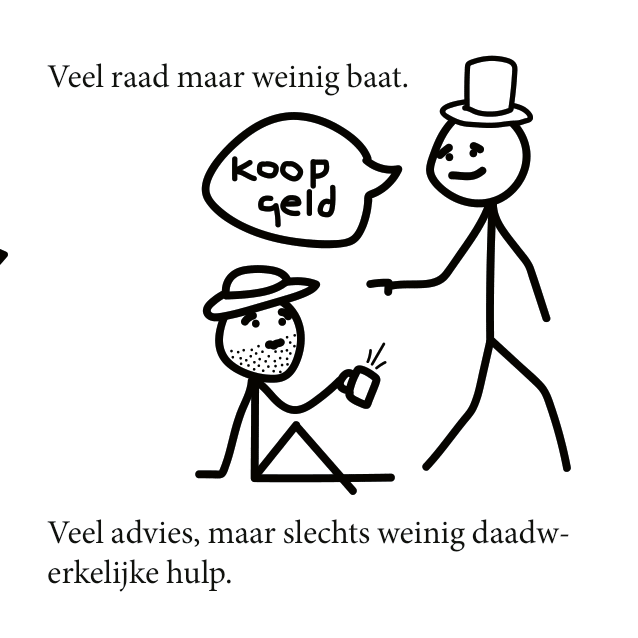 Veel raad maar weinig baat.
koop
geld
Veel advies, maar slechts weinig daadw-
erkelijke hulp.